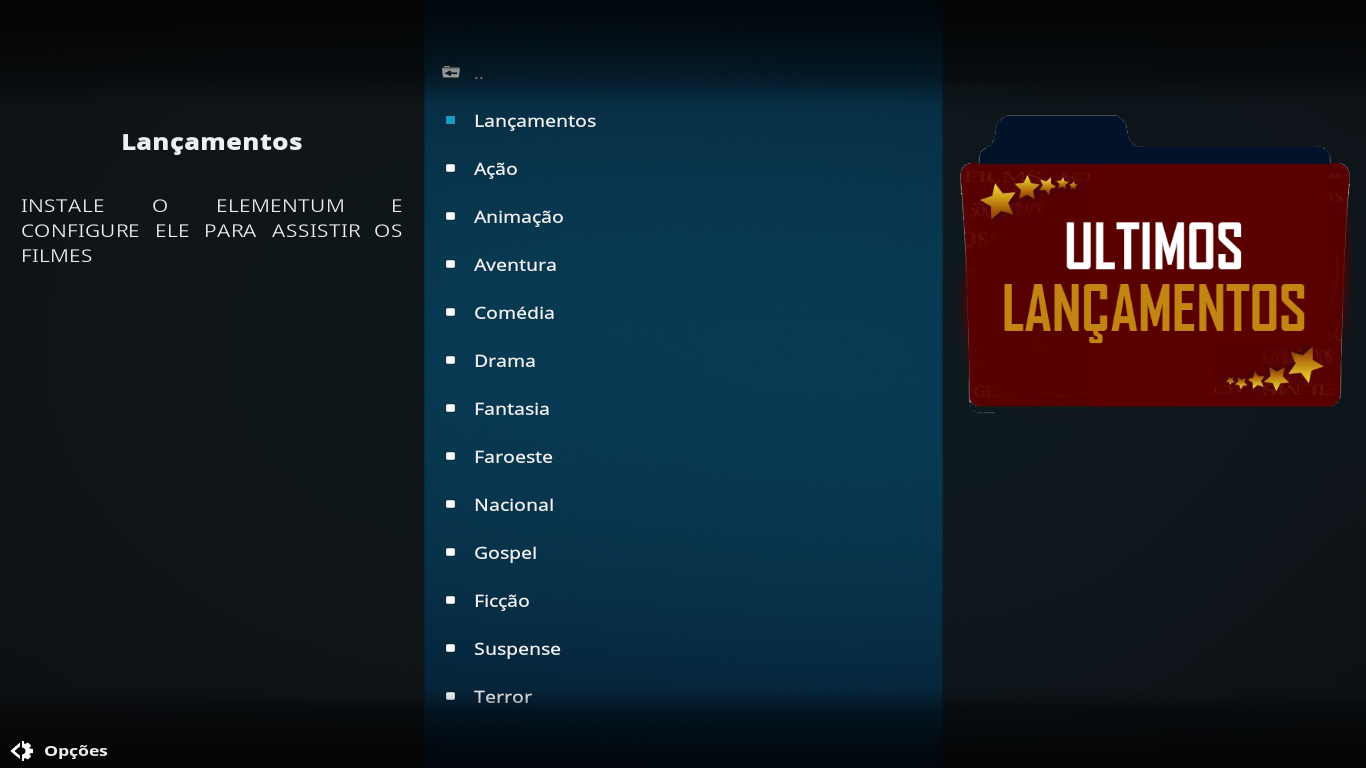 Lançamentos
INSTALE O ELEMENTUM E
CONFIGURE ELE PARA ASSISTIR OS
FILMES
..
Lançamentos
Ação
Animação
Aventura
Comédia
Drama
Fantasia
Faroeste
Nacional
Gospel
Ficção
Suspense
Terror
ULTIMOS
LANÇAMENTOS
Opções